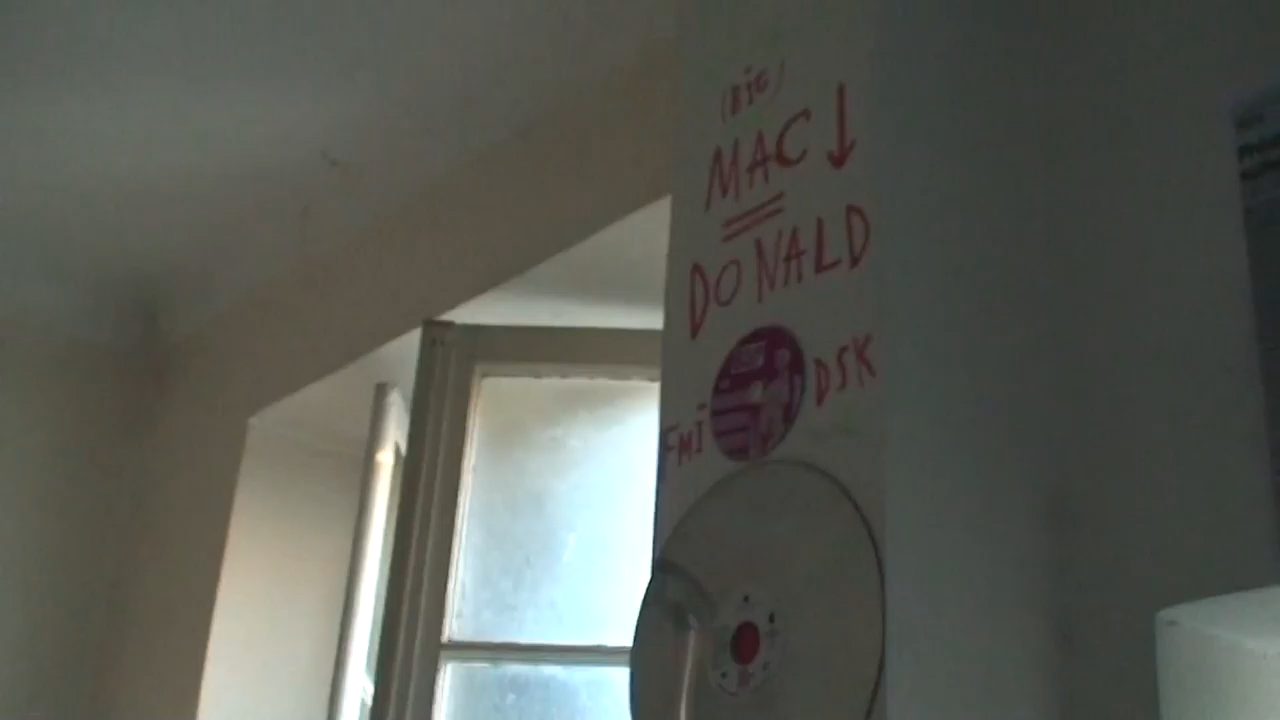 (BIG)
MAC ↓
=
DONALD
FMI DSK